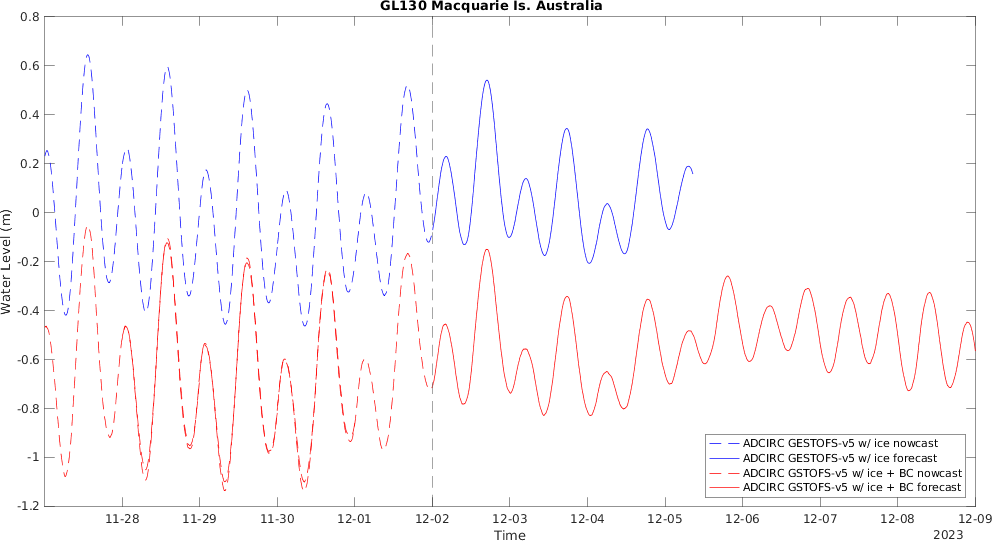 GL130 Macquarie Is. Australia
0.8
0.6
0.4
0.2
0
-0.2
-0.4
-0.6
-0.8
-1
-1.2
Water Level (m)
ADCIRC GESTOFS-v5 w/ ice nowcast
ADCIRC GESTOFS-v5 w/ ice forecast
ADCIRC GSTOFS-v5 w/ ice + BC nowcast
ADCIRC GSTOFS-v5 w/ ice + BC forecast
11-28 11-29 11-30 12-01 12-02 12-03 12-04 12-05 12-06 12-07 12-08 12-09
Time
2023